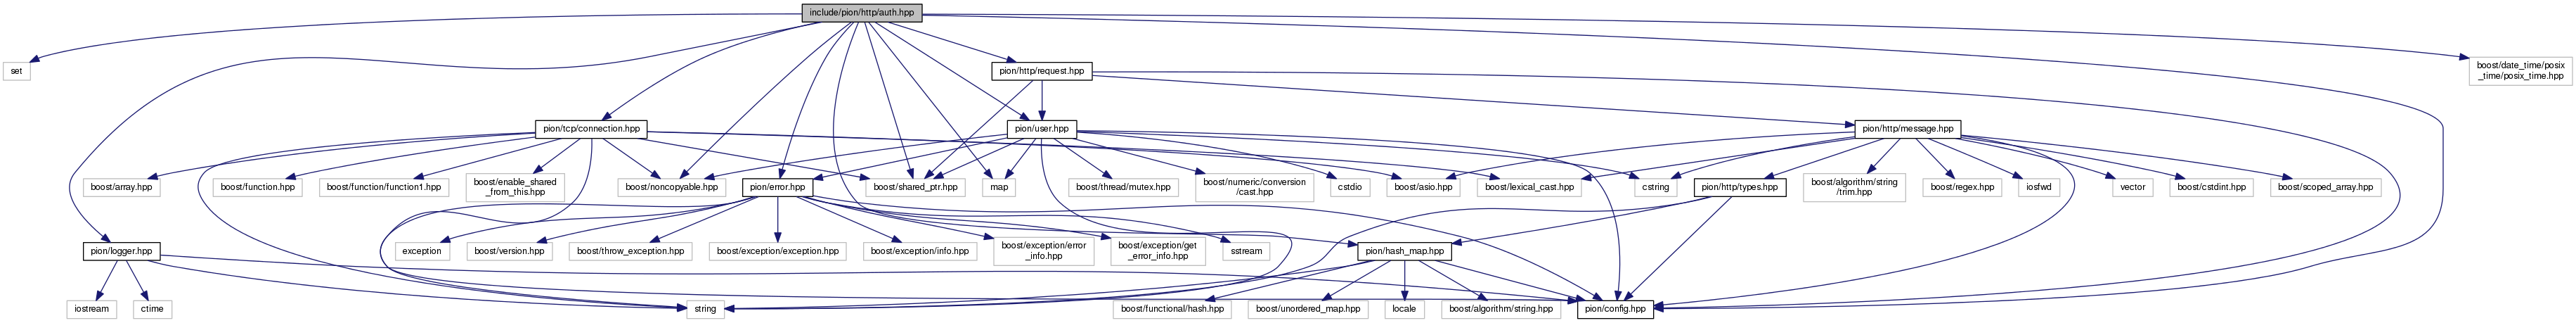 include/pion/http/auth.hpp
set
pion/http/request.hpp
boost/date_time/posix
_time/posix_time.hpp
pion/tcp/connection.hpp
pion/user.hpp
pion/http/message.hpp
boost/array.hpp
boost/function.hpp
boost/function/function1.hpp
boost/enable_shared
_from_this.hpp
boost/noncopyable.hpp
pion/error.hpp
boost/shared_ptr.hpp
map
boost/thread/mutex.hpp
boost/numeric/conversion
/cast.hpp
cstdio
boost/asio.hpp
boost/lexical_cast.hpp
cstring
pion/http/types.hpp
boost/algorithm/string
/trim.hpp
boost/regex.hpp
iosfwd
vector
boost/cstdint.hpp
boost/scoped_array.hpp
pion/logger.hpp
exception
boost/version.hpp
boost/throw_exception.hpp
boost/exception/exception.hpp
boost/exception/info.hpp
boost/exception/error
_info.hpp
boost/exception/get
_error_info.hpp
sstream
pion/hash_map.hpp
iostream
ctime
string
boost/functional/hash.hpp
boost/unordered_map.hpp
locale
boost/algorithm/string.hpp
pion/config.hpp